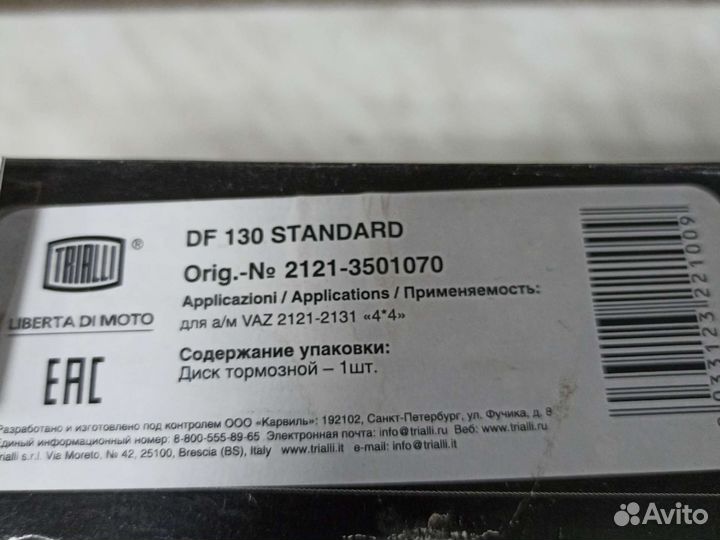 TRIALLI ®
LIBERTA DI MOTO
EAC
DF 130 STANDARD
Orig.-№ 2121-3501070
Applicazioni / Applications / Применяемость:
для а/м VAZ 2121-2131 «4*4»
Содержание упаковки:
Диск тормозной – 1шт.
Разработано и изготовлено под контролем ООО «Карвиль»: 192102, Санкт-Петербург, ул. Фучика, д. 8
Единый информационный номер: 8-800-555-89-65 Электронная почта: info@trialli.ru Веб: www.trialli.ru
Trialli s.r.l. Via Moreto, № 42, 25100, Brescia (BS), Italy www.trialli.it e-mail: info@trialli.it
Avito